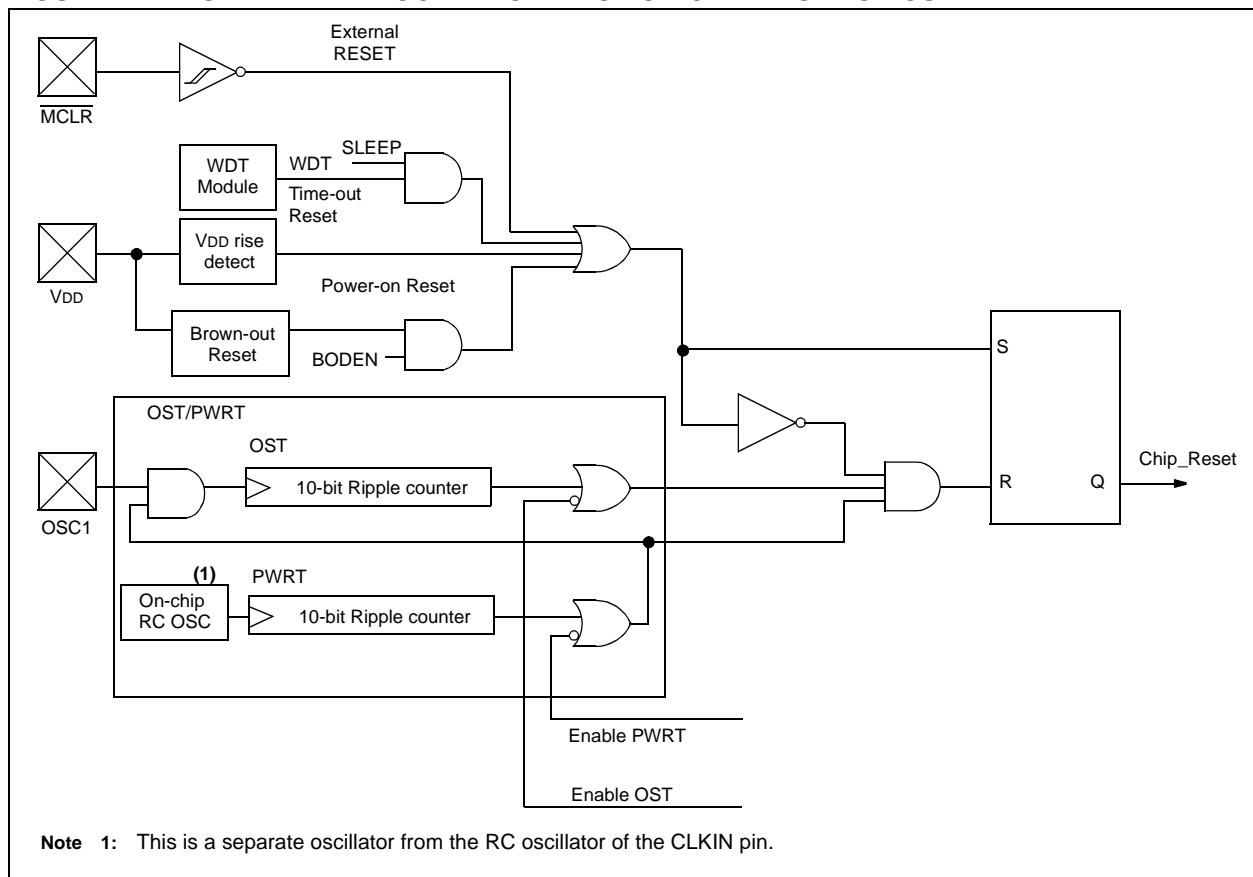 External
RESET
MCLR
SLEEP
WDT
Module
WDT
Time-out
Reset
VDD rise
detect
VDD
Power-on Reset
Brown-out
Reset
BODEN
S
OST/PWRT
OST
10-bit Ripple counter
OSC1
Chip_Reset
R
Q
(1)
PWRT
On-chip
RC OSC
10-bit Ripple counter
Enable PWRT
Enable OST
Note 1: This is a separate oscillator from the RC oscillator of the CLKIN pin.